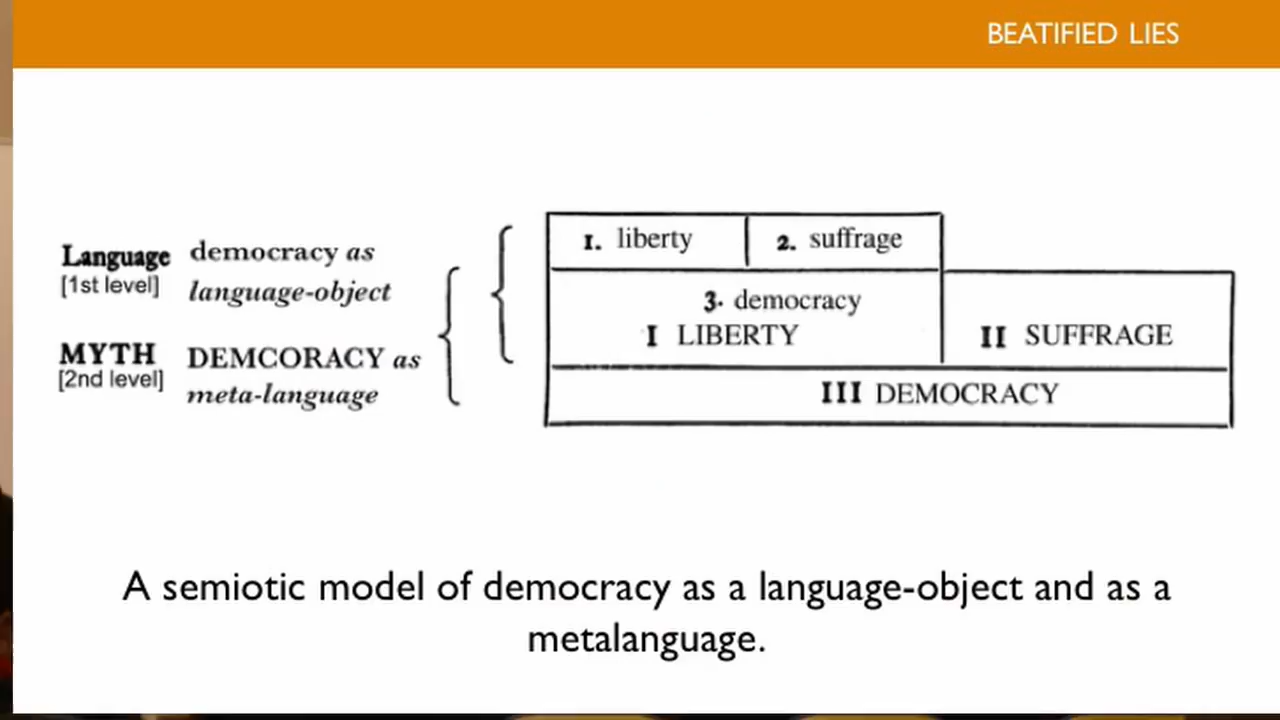 BEATIFIED LIES
Language democracy as
[1st level] language-object
MYTH DEMCORACY as
[2nd level] meta-language
1. liberty 2. suffrage
3. democracy
I LIBERTY II SUFFRAGE
III DEMOCRACY
A semiotic model of democracy as a language-object and as a
metalanguage.